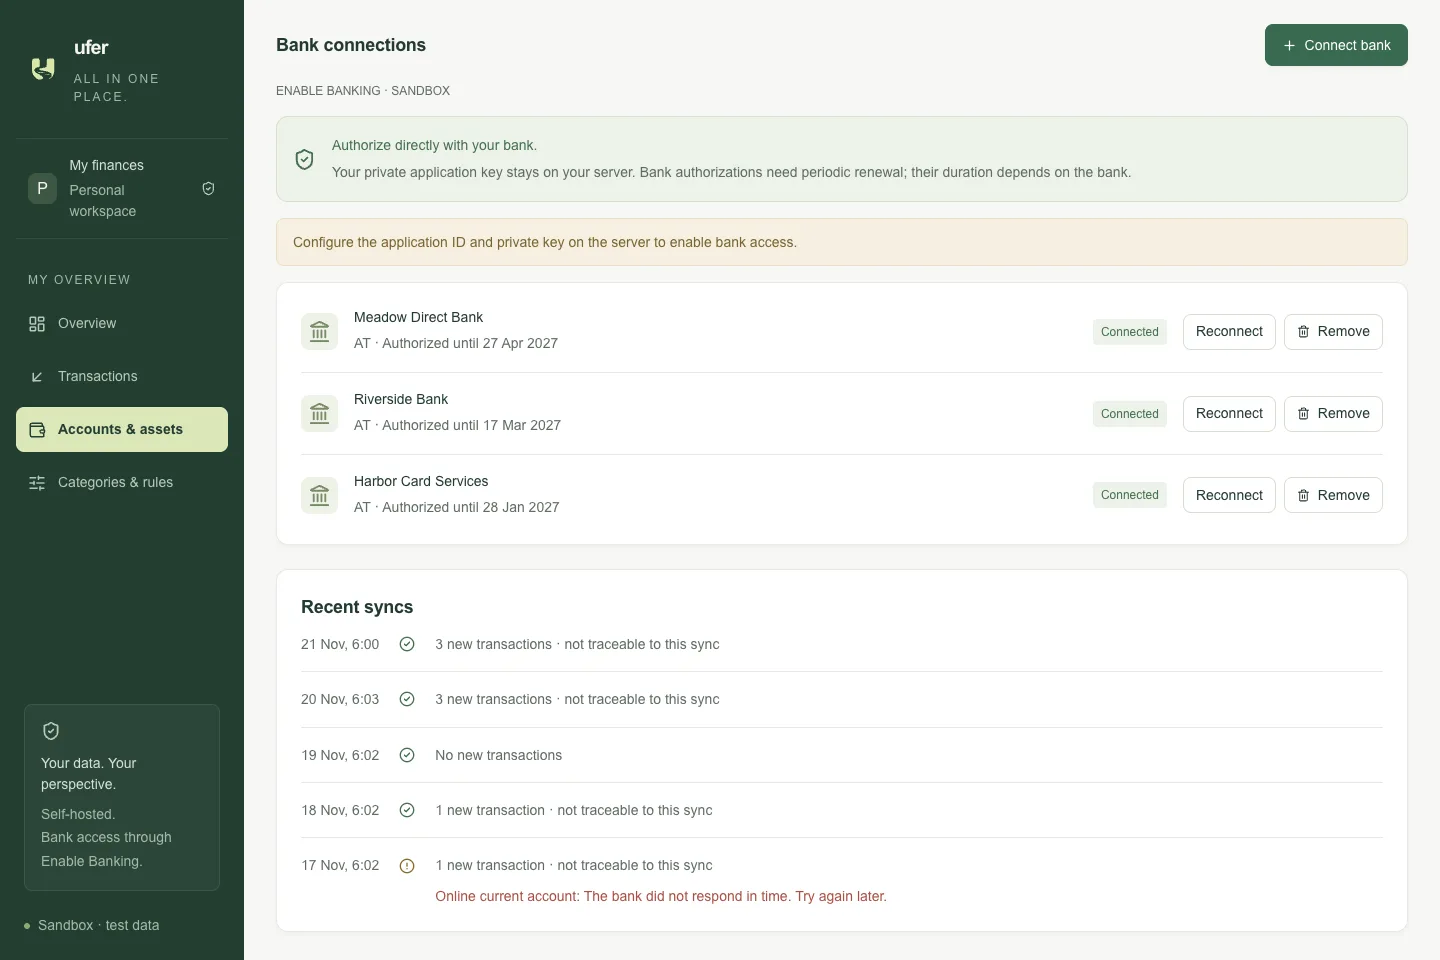 ufer
ALL IN ONE
PLACE.
P
My finances
Personal
workspace
MY OVERVIEW
Overview
Transactions
Accounts & assets
Categories & rules
Your data. Your
perspective.
Self-hosted.
Bank access through
Enable Banking.
Sandbox · test data
Bank connections
Connect bank
ENABLE BANKING · SANDBOX
Authorize directly with your bank.
Your private application key stays on your server. Bank authorizations need periodic renewal; their duration depends on the bank.
Configure the application ID and private key on the server to enable bank access.
Meadow Direct Bank
AT · Authorized until 27 Apr 2027
Connected
Reconnect
Remove
Riverside Bank
AT · Authorized until 17 Mar 2027
Connected
Reconnect
Remove
Harbor Card Services
AT · Authorized until 28 Jan 2027
Connected
Reconnect
Remove
Recent syncs
21 Nov, 6:00 3 new transactions · not traceable to this sync
20 Nov, 6:03 3 new transactions · not traceable to this sync
19 Nov, 6:02 No new transactions
18 Nov, 6:02 1 new transaction · not traceable to this sync
17 Nov, 6:02 1 new transaction · not traceable to this sync
Online current account: The bank did not respond in time. Try again later.